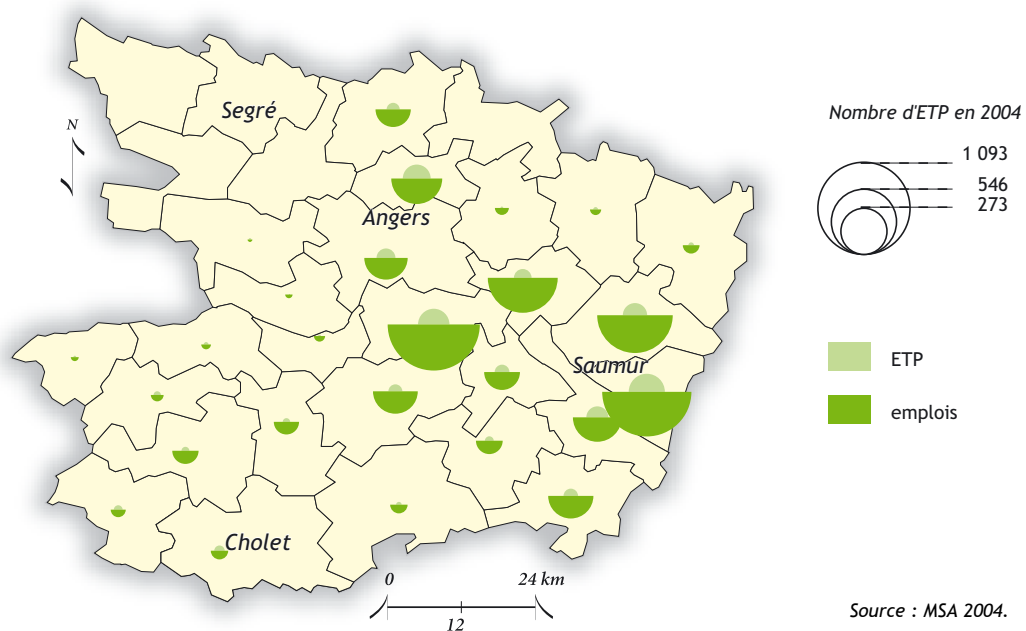 Segré
Nombre d'ETP en 2004
N
1 093
546
273
Angers
ETP
Saumur
emplois
Cholet
0
24 km
12
Source : MSA 2004.